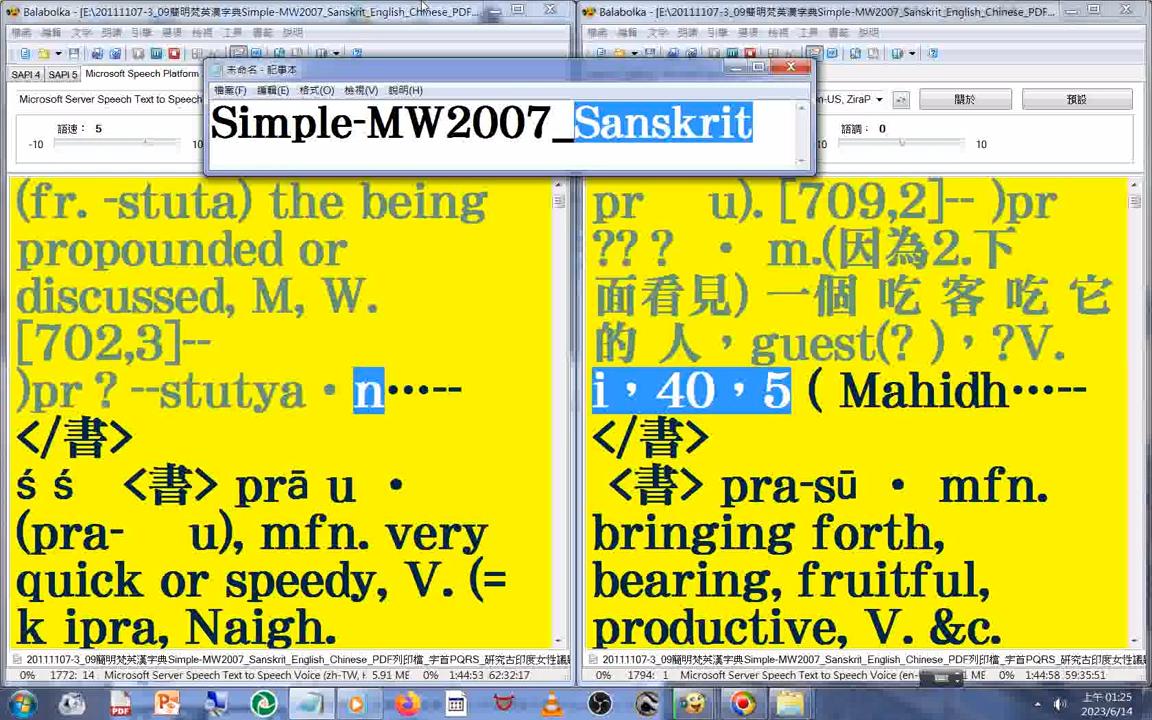 Balabolka - [E:\20111107-3_09簡明梵英漢字典Simple-MW2007_Sanskrit_English_Chinese_PDF...
Balabolka - [E:\20111107-3_09簡明梵英漢字典Simple-MW2007_Sanskrit_English_Chinese_PDF...
SAPI 4
SAPI 5
Microsoft Speech Platform
Microsoft Server Speech Text to Speech
語速： 5
-10
10
未命名 - 記事本
檔案(F) 編輯(E) 格式(O) 檢視(V) 說明(H)
Simple-MW2007_Sanskrit
en-US, ZiraP
關於
預設
語調： 0
10
(fr. -stuta) the being
propounded or
discussed, M, W.
[702,3]--
)pr ? --stutya • n…--
</書>
ś ś <書> prā u •
(pra- u), mfn. very
quick or speedy, V. (=
k ipra, Naigh.
pr u). [709,2]-- )pr
?? ? • m.(因為2.下
面看見) 一個 吃 客 吃 它
的 人，guest(? )，?V.
i，40，5 ( Mahidh…--
</書>
<書> pra-sū • mfn.
bringing forth,
bearing, fruitful,
productive, V. &c.
20111107-3_09簡明梵英漢字典Simple-MW2007_Sanskrit_English_Chinese_PDF列印檔_字首PQRS_研究古印度女性議
20111107-3_09簡明梵英漢字典Simple-MW2007_Sanskrit_English_Chinese_PDF列印檔_字首PQRS_研究古印度女性議
0% 1772: 14 Microsoft Server Speech Text to Speech Voice (zh-TW, 5.91 ME 0% 1:44:53 62:32:17
0% 1794: 1 Microsoft Server Speech Text to Speech Voice (en-US, ME 0% 1:44:58 59:35:51
上午 01:25
2023/6/14